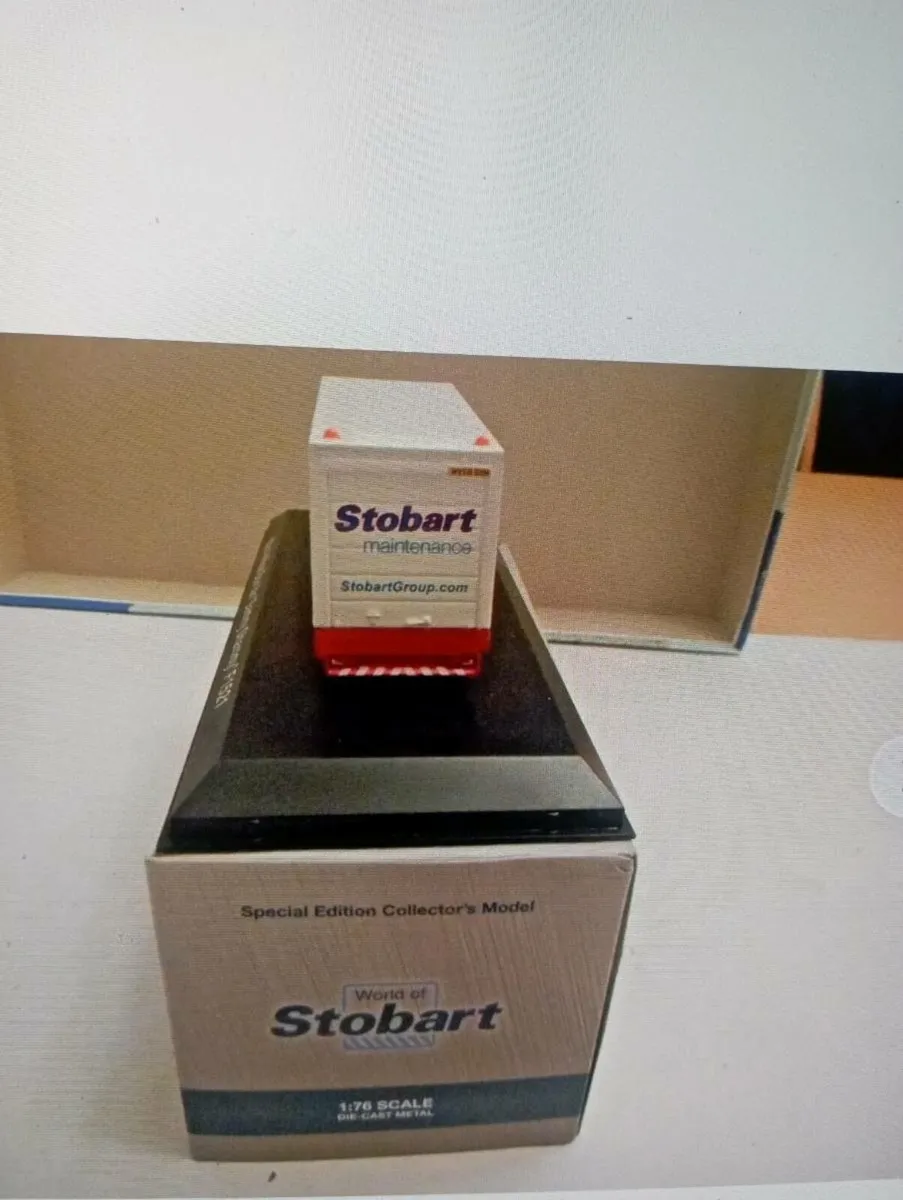 Stobart
maintenance
StobartGroup.com
Special Edition Collector's Model
World of
Stobart
1:76 SCALE
DIE-CAST METAL